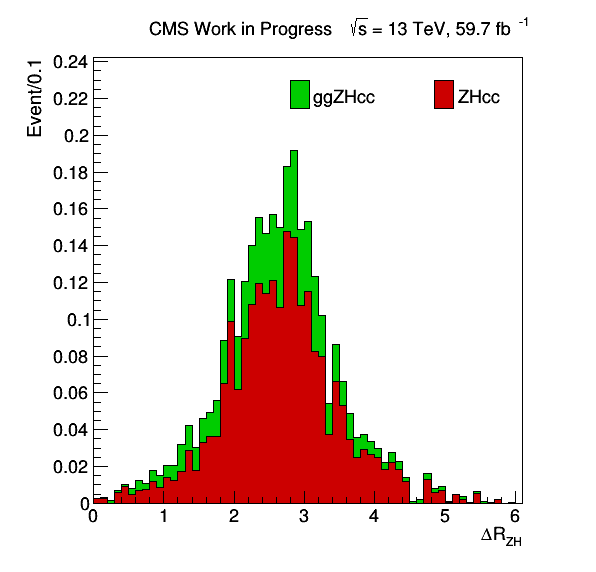 CMS Work in Progress √s = 13 TeV, 59.7 fb⁻¹
Event/0.1
ggZHcc ZHcc
0.24
0.22
0.2
0.18
0.16
0.14
0.12
0.1
0.08
0.06
0.04
0.02
0
0 1 2 3 4 5 6
ΔR_ZH